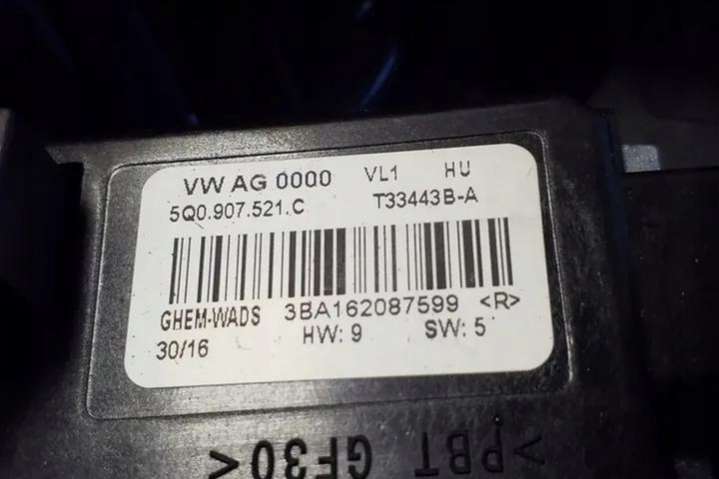 VW AG 0000 VL1 HU
5Q0.907.521.C T33443B-A
GHEM-WADS 3BA162087599 <R>
30/16 HW: 9 SW: 5
>PBT GF30<